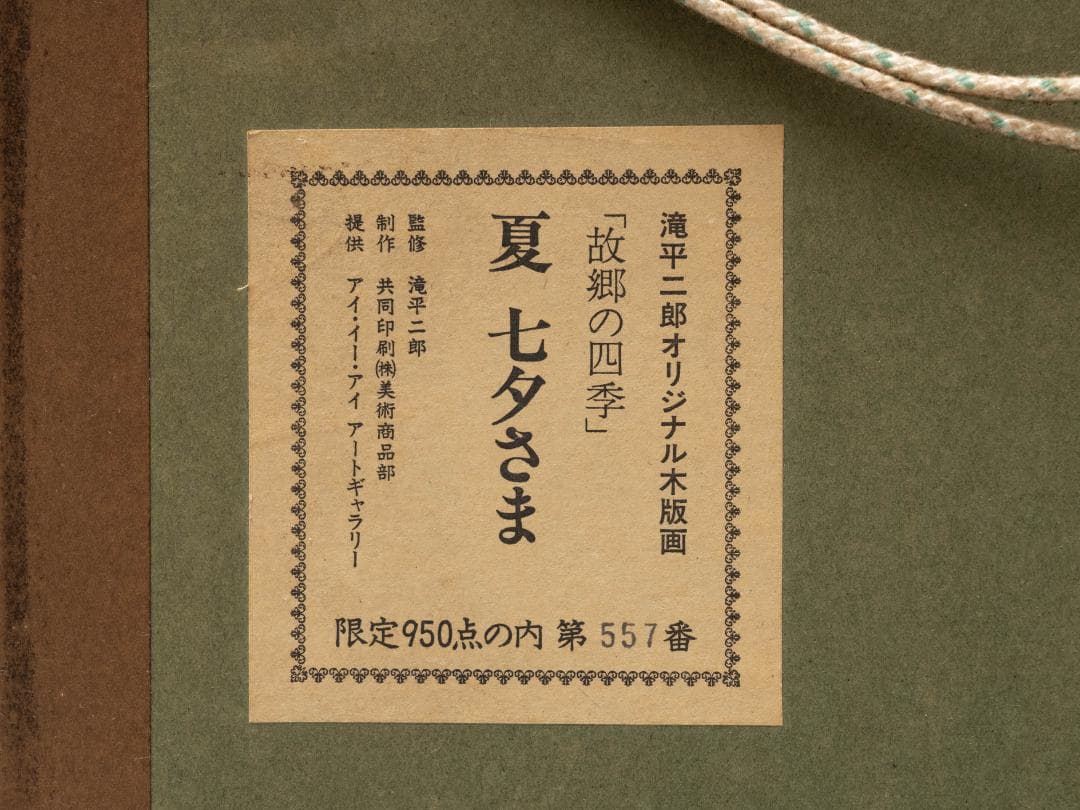 滝平二郎オリジナル木版画
「故郷の四季」
夏 七夕さま
監修 滝平二郎
制作 共同印刷㈱美術商品部
提供 アイ・イー・アイ アートギャラリー
限定950点の内 第 557番